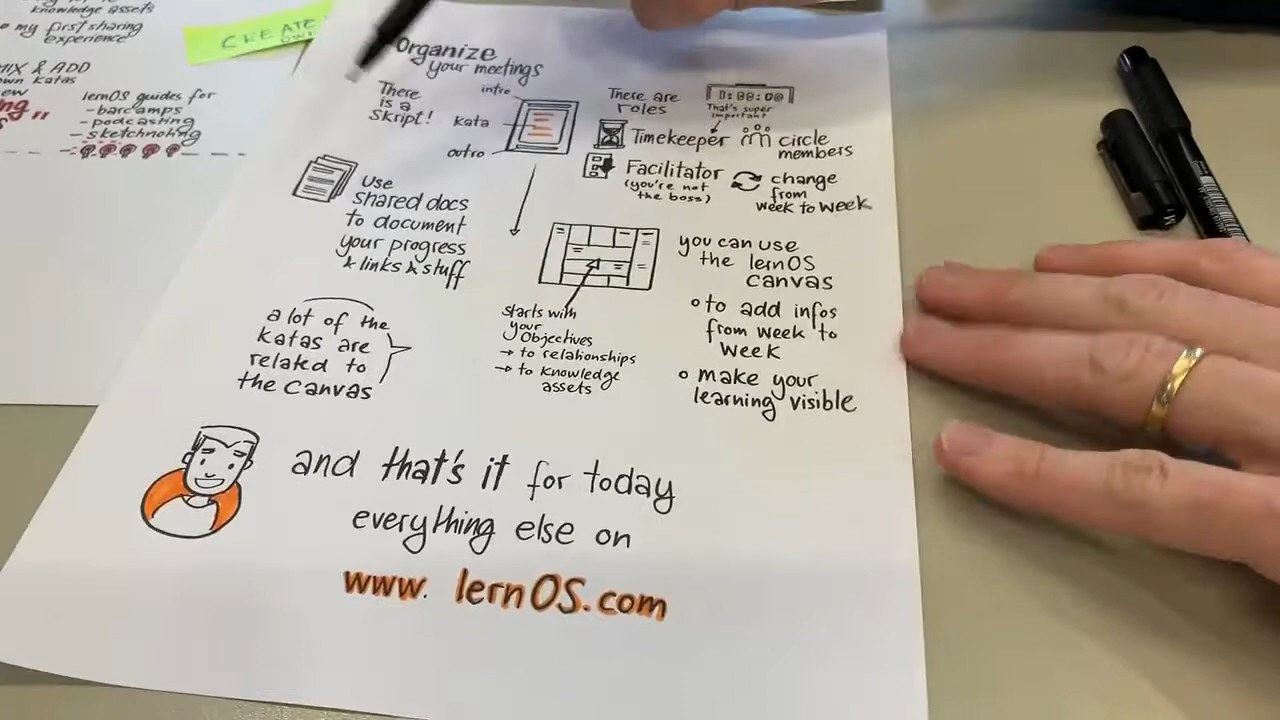 knowledge assets
my first sharing
experience
MIX & ADD
own katas
lernOS guides for
- barcamps
- podcasting
- sketchnoting
CREATE
Organize
your meetings
There
is a
skript!
intro
kata
outro
There are
roles
0:00:00
That's super
important
Timekeeper
circle
members
Facilitator
(you're not
the boss)
change
from
week to week
Use
shared docs
to document
your progress
& links & stuff
you can use
the lernOS
canvas
to add infos
from week to
week
make your
learning visible
starts with
your
Objectives
→ to relationships
→ to knowledge
assets
a lot of the
katas are
related to
the canvas
and that's it for today
everything else on
www. lernOS.com